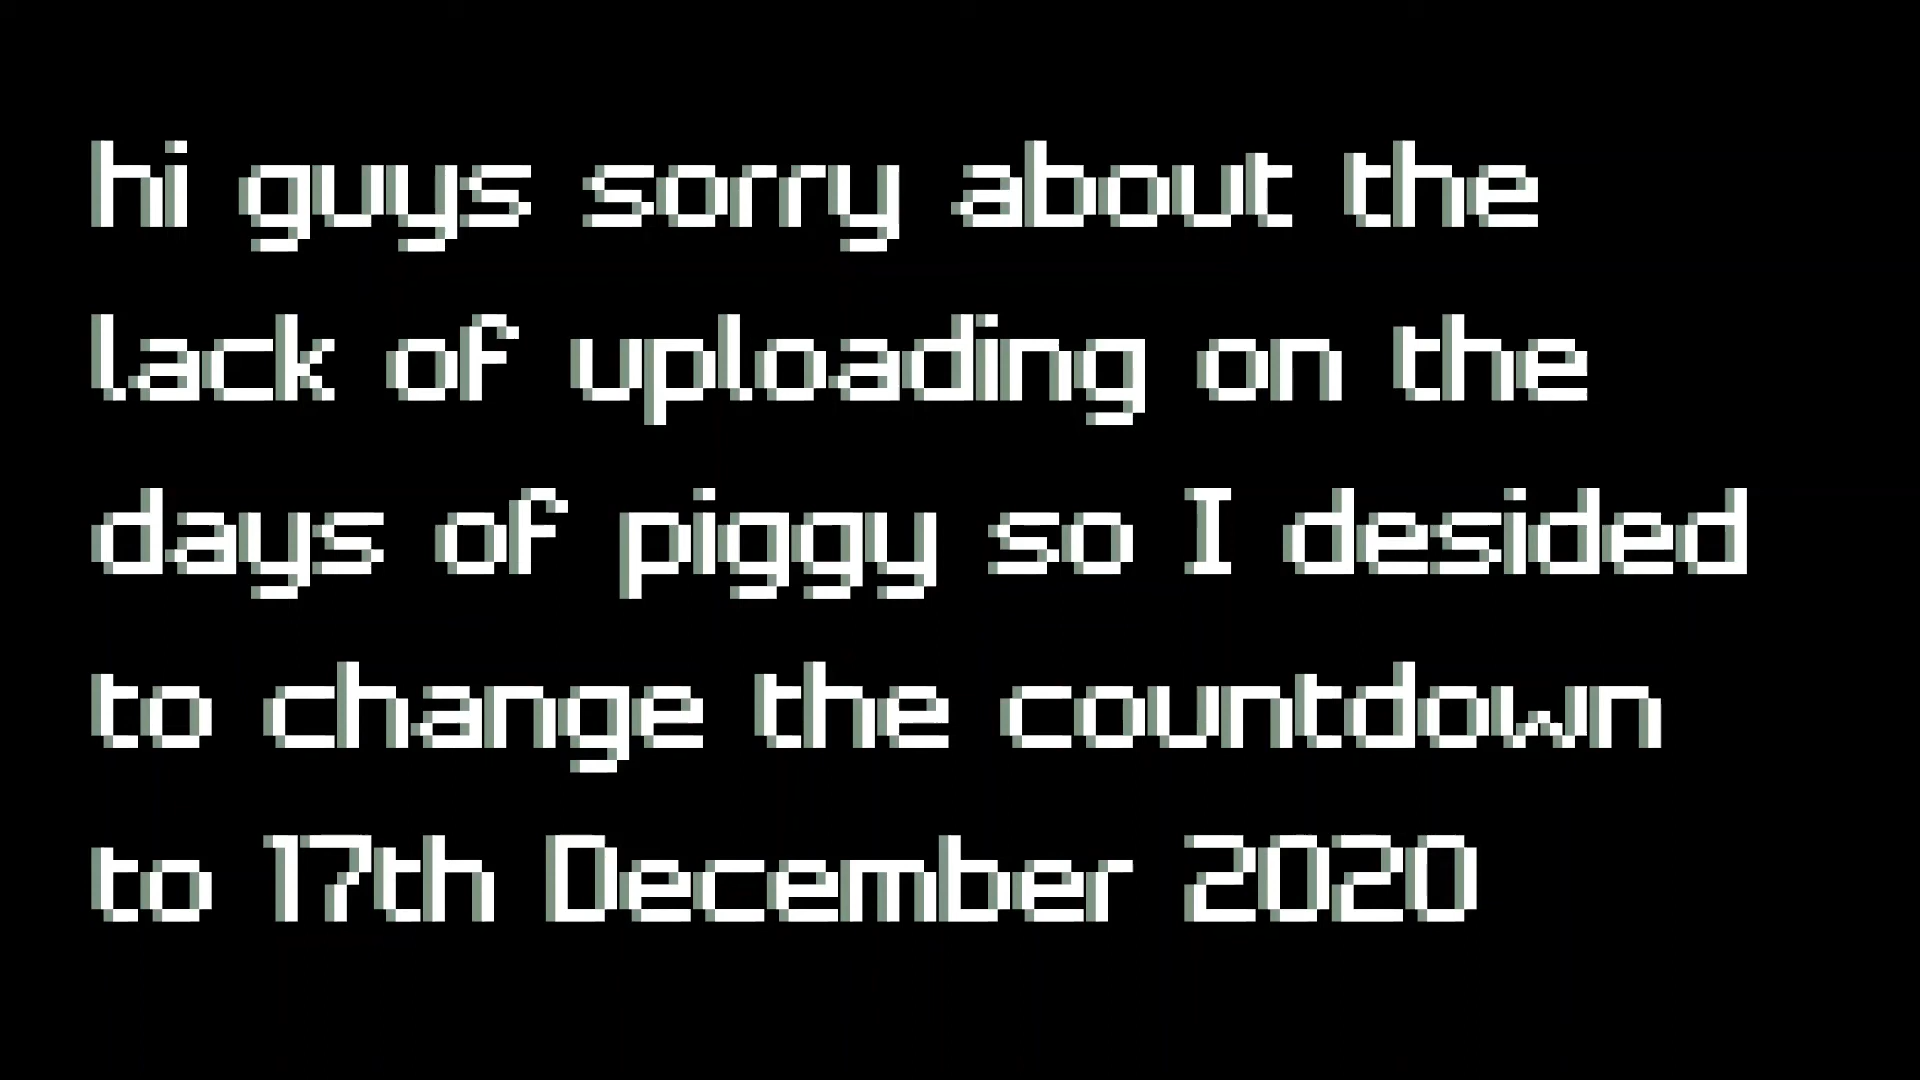 hi guys sorry about the
lack of uploading on the
days of piggy so I desided
to change the countdown
to 17th December 2020